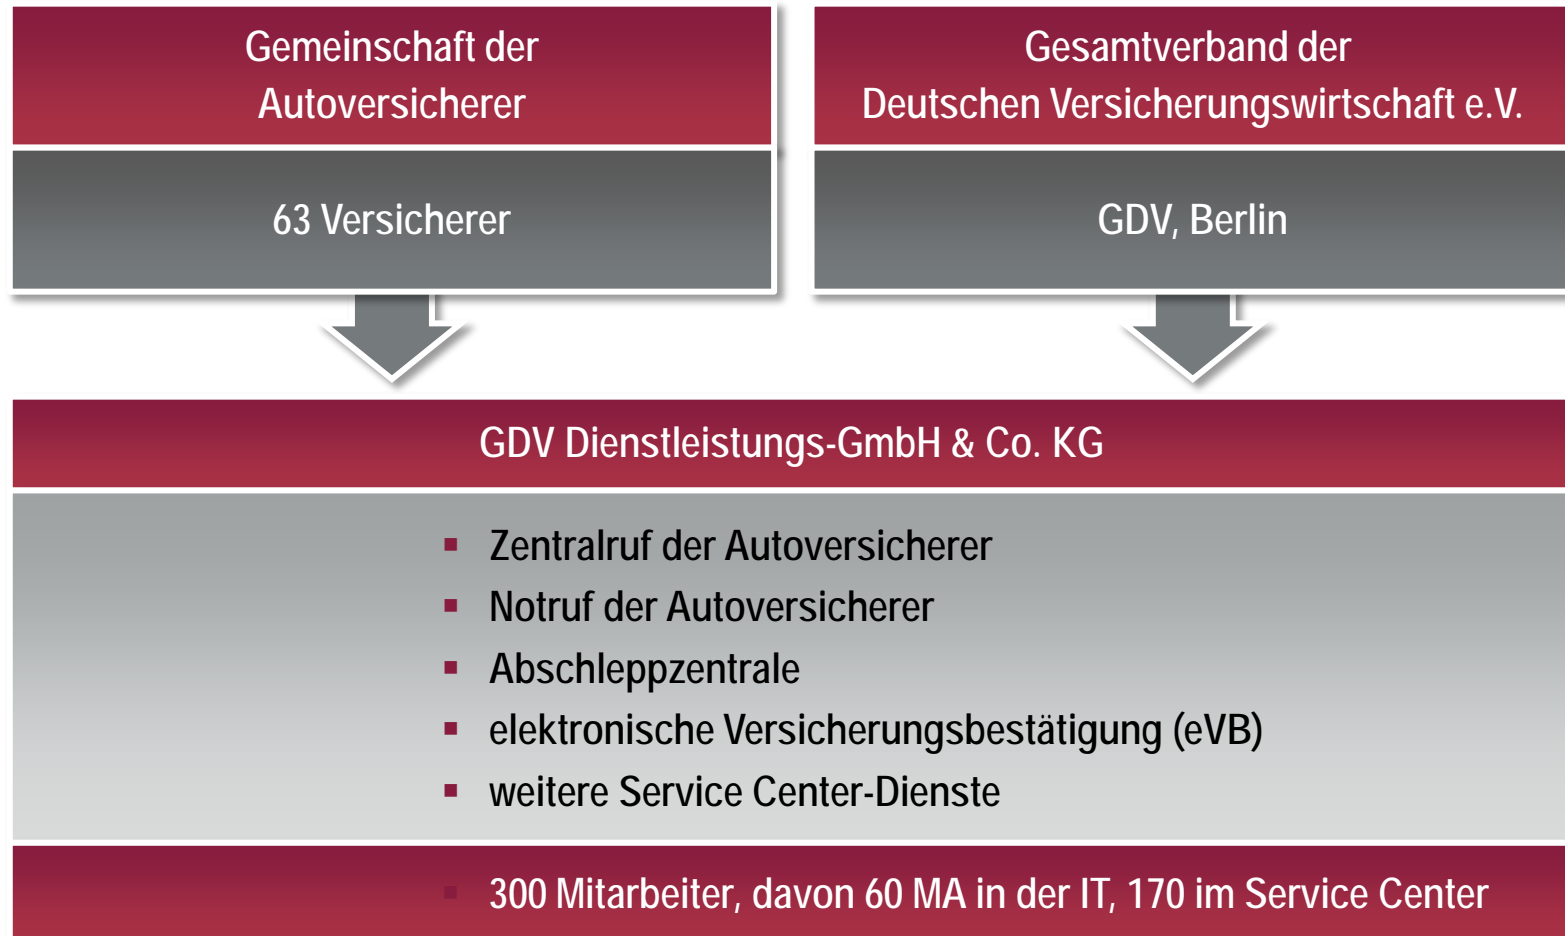 Gemeinschaft der
Autoversicherer
63 Versicherer
Gesamtverband der
Deutschen Versicherungswirtschaft e.V.
GDV, Berlin
GDV Dienstleistungs-GmbH & Co. KG
▪ Zentralruf der Autoversicherer
▪ Notruf der Autoversicherer
▪ Abschleppzentrale
▪ elektronische Versicherungsbestätigung (eVB)
▪ weitere Service Center-Dienste
▪ 300 Mitarbeiter, davon 60 MA in der IT, 170 im Service Center